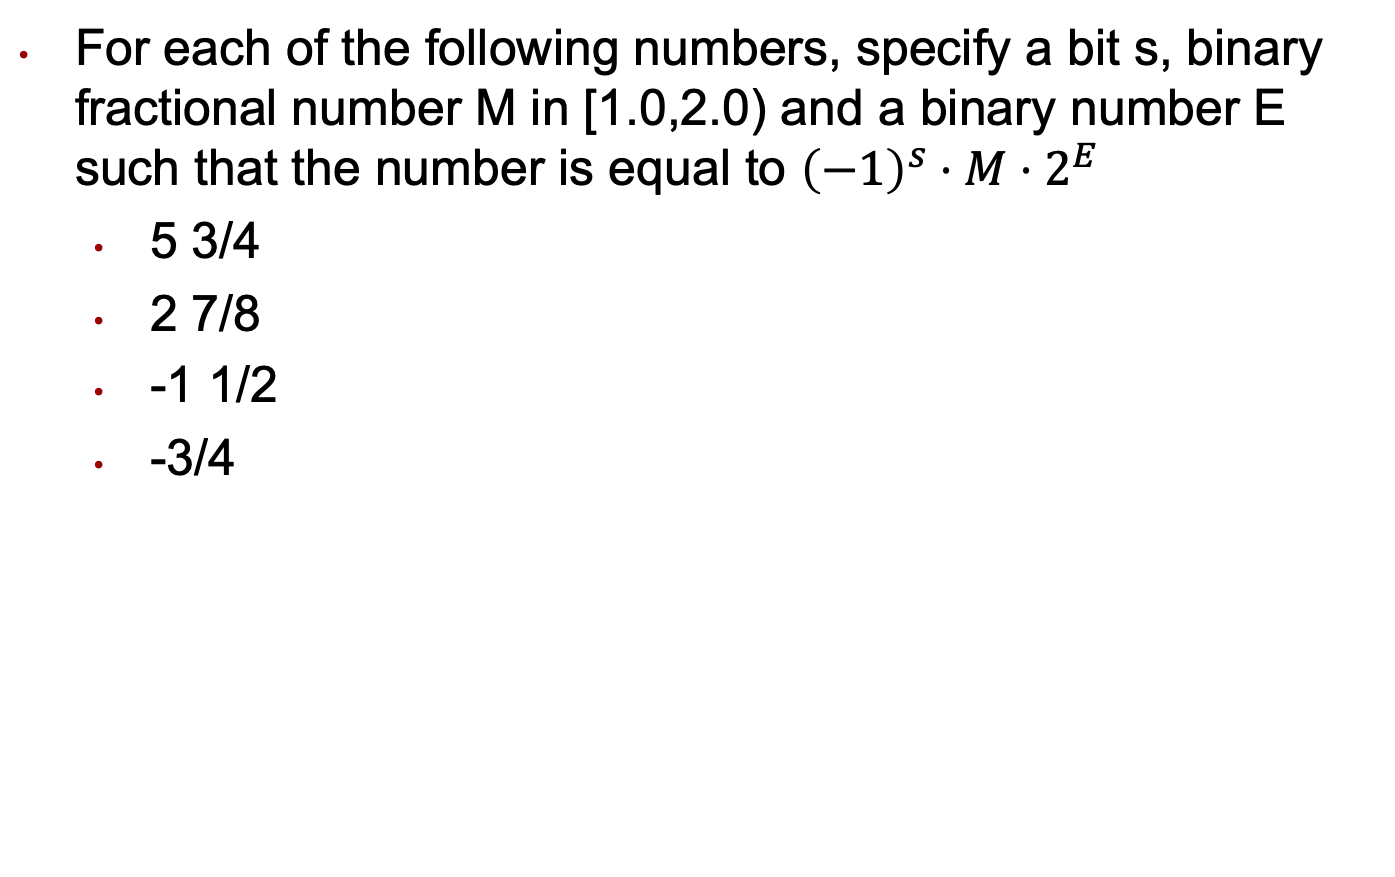 • For each of the following numbers, specify a bit s, binary
fractional number M in [1.0,2.0) and a binary number E
such that the number is equal to (−1)ˢ · M · 2ᴱ
• 5 3/4
• 2 7/8
• -1 1/2
• -3/4